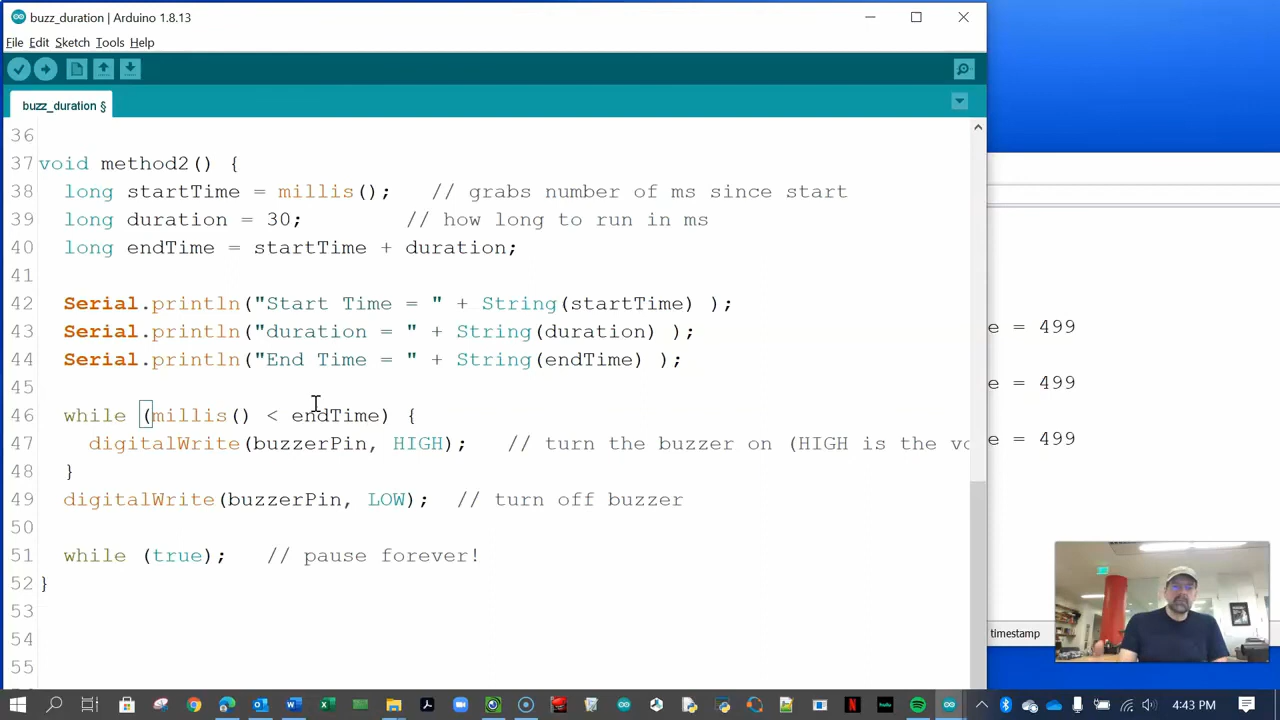 buzz_duration | Arduino 1.8.13
File Edit Sketch Tools Help
buzz_duration §
36
37 void method2() {
38 long startTime = millis(); // grabs number of ms since start
39 long duration = 30; // how long to run in ms
40 long endTime = startTime + duration;
41
42 Serial.println("Start Time = " + String(startTime) );
43 Serial.println("duration = " + String(duration) );
44 Serial.println("End Time = " + String(endTime) );
45
46 while (millis() < endTime) {
47 digitalWrite(buzzerPin, HIGH); // turn the buzzer on (HIGH is the vo
48 }
49 digitalWrite(buzzerPin, LOW); // turn off buzzer
50
51 while (true); // pause forever!
52 }
53
54
55
e = 499
e = 499
e = 499
timestamp
4:43 PM